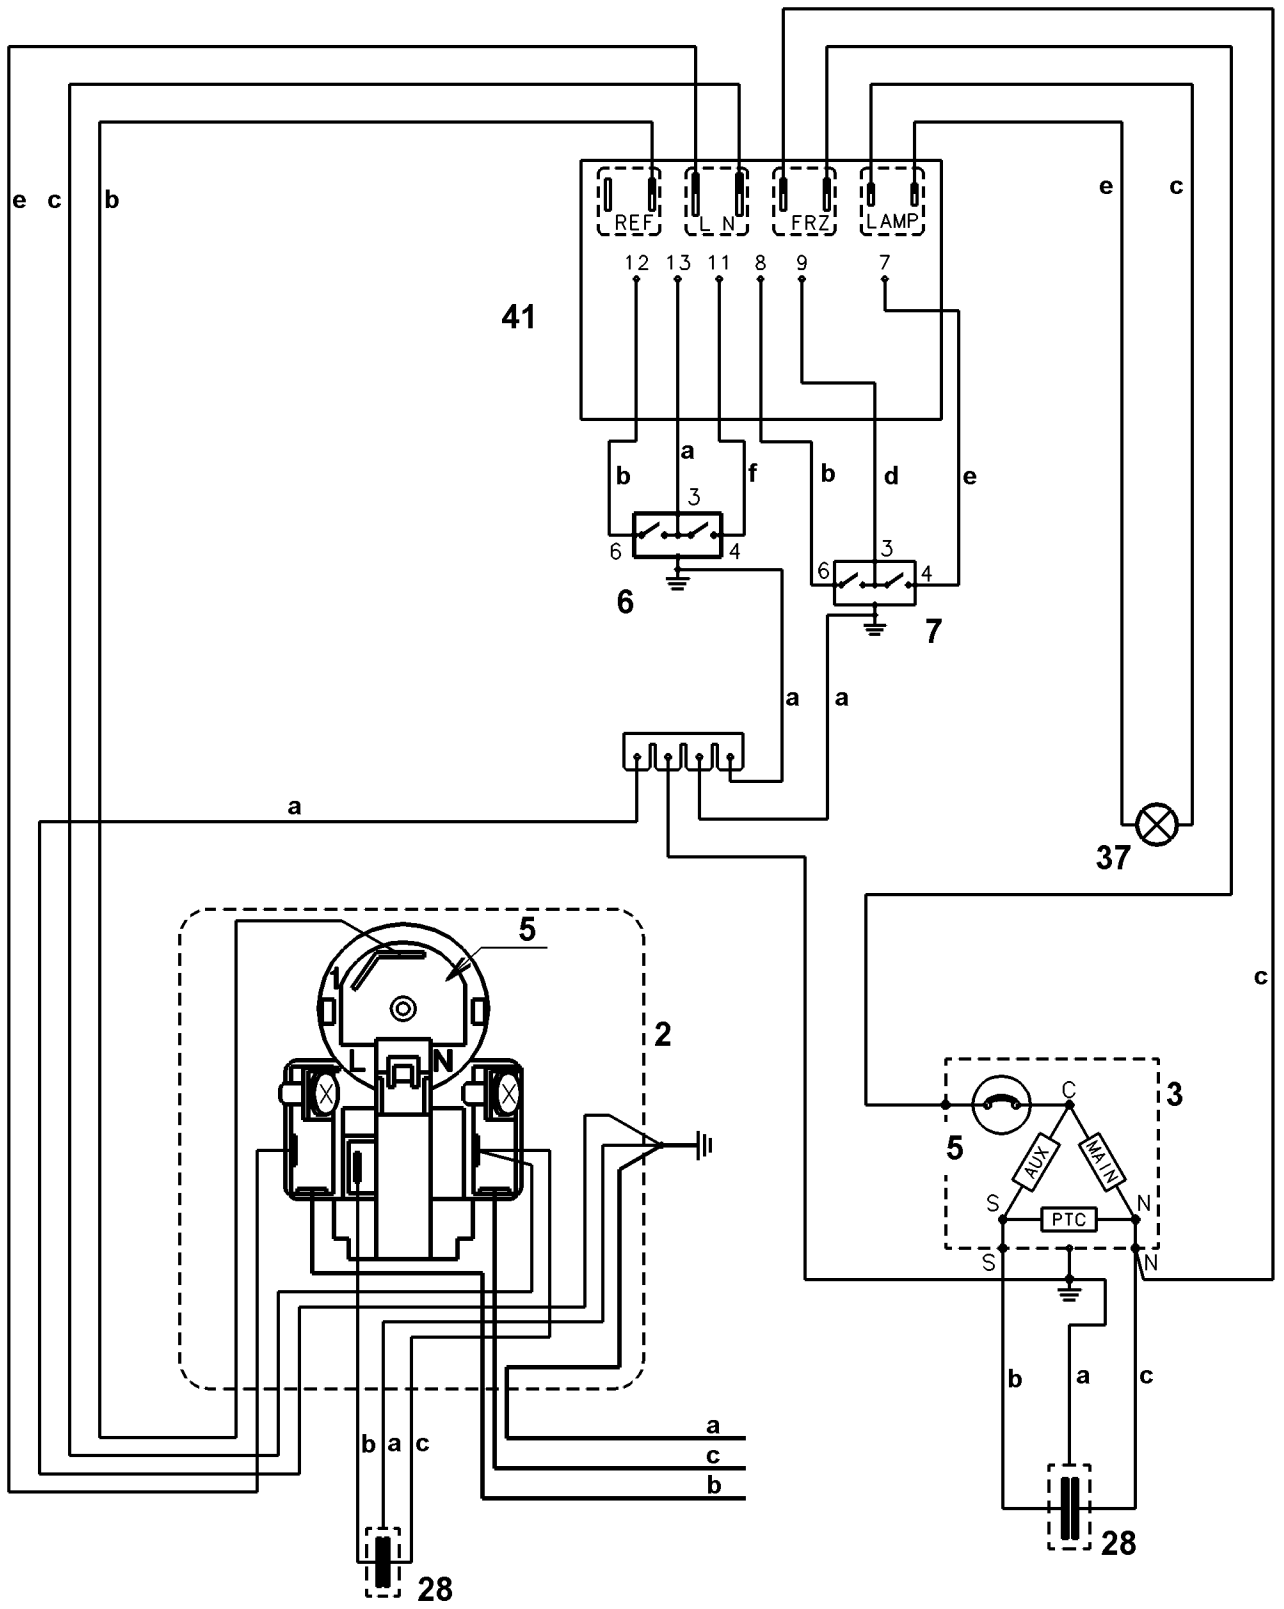 e c b e c
REF L N FRZ LAMP
12 13 11 8 9 7
41
b a f b d e
3
6 4
3
6 4
6
7
a a
a
37
5
1
2
c
L N
C
3
5
AUX MAIN
S N
PTC
S N
b a c
a
b a c
c
b
28
28